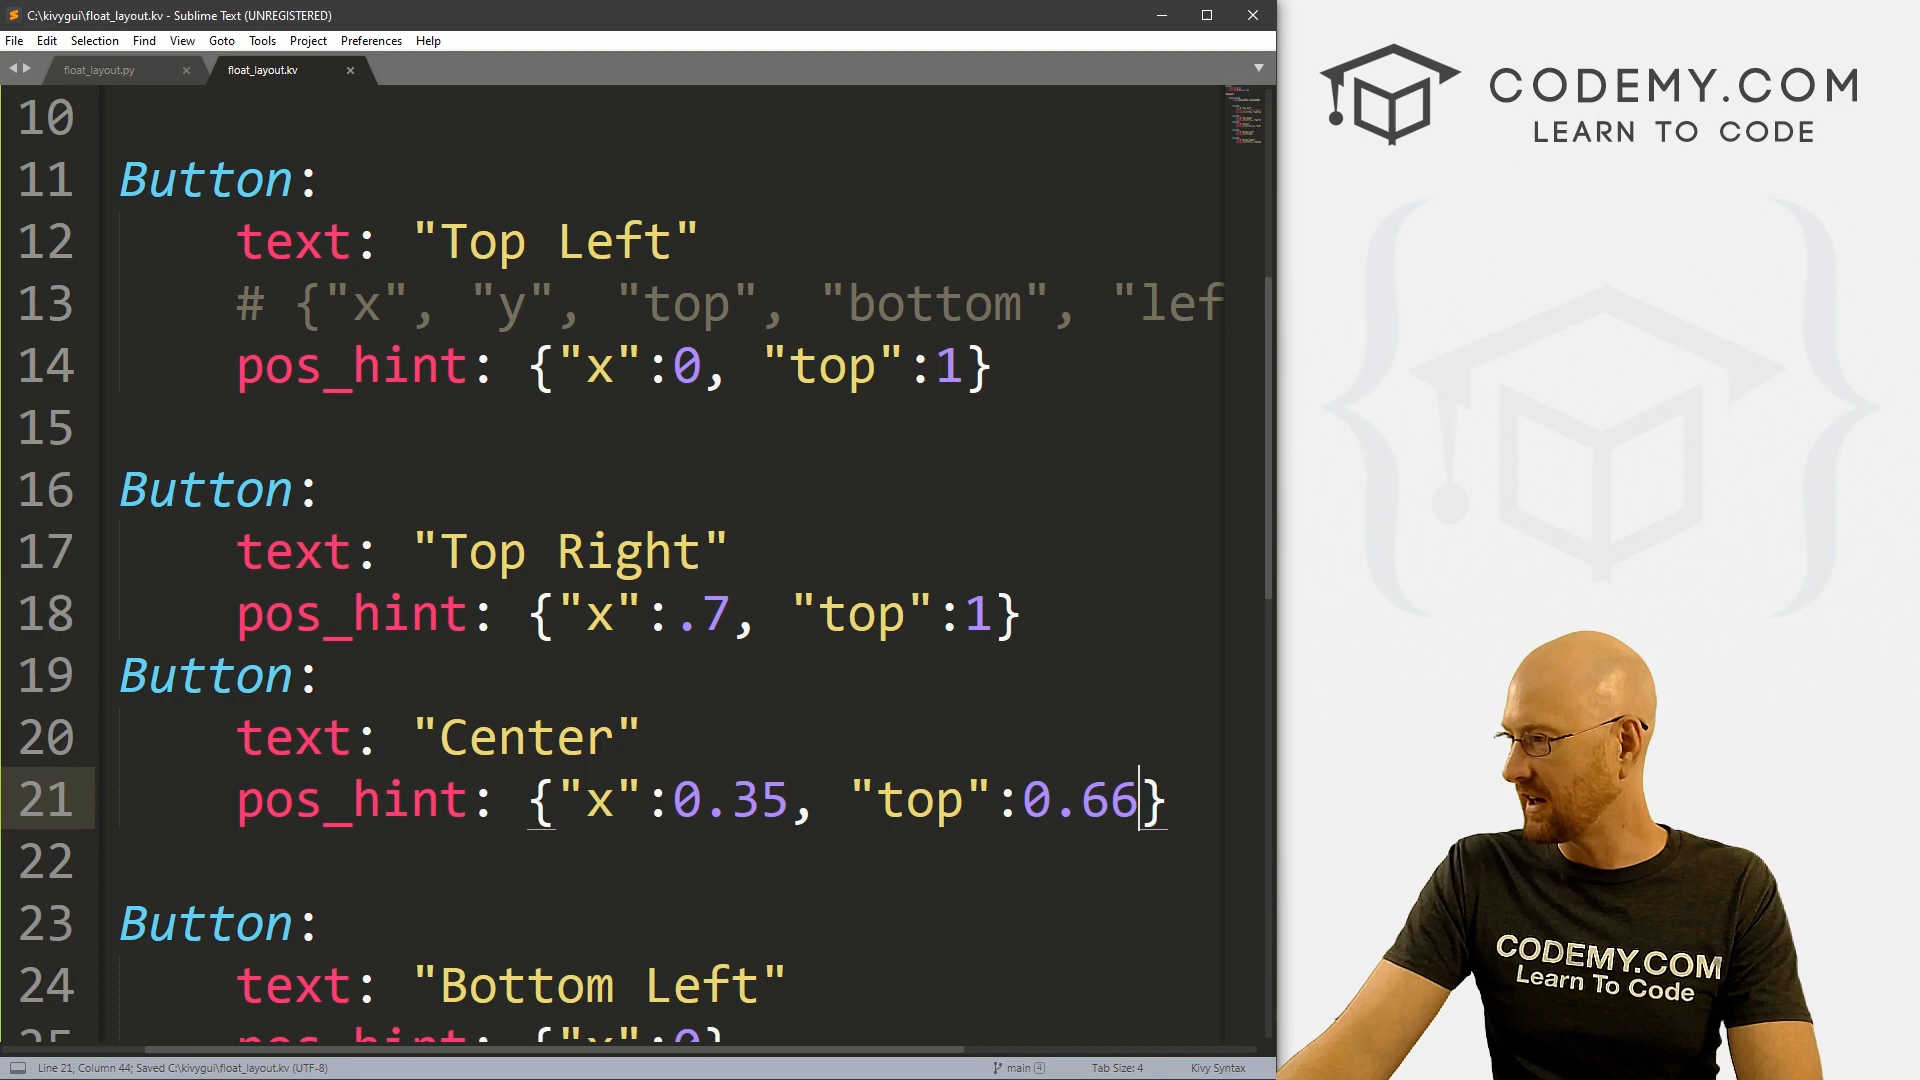 C:\kivygui\float_layout.kv - Sublime Text (UNREGISTERED)
File Edit Selection Find View Goto Tools Project Preferences Help
float_layout.py
float_layout.kv
10
11 Button:
12 text: "Top Left"
13 # {"x", "y", "top", "bottom", "lef
14 pos_hint: {"x":0, "top":1}
15
16 Button:
17 text: "Top Right"
18 pos_hint: {"x":.7, "top":1}
19 Button:
20 text: "Center"
21 pos_hint: {"x":0.35, "top":0.66}
22
23 Button:
24 text: "Bottom Left"
25 pos_hint: {"x":0}
Line 21, Column 44; Saved C:\kivygui\float_layout.kv (UTF-8)
main 4
Tab Size: 4
Kivy Syntax
CODEMY.COM
LEARN TO CODE
CODEMY.COM
Learn To Code